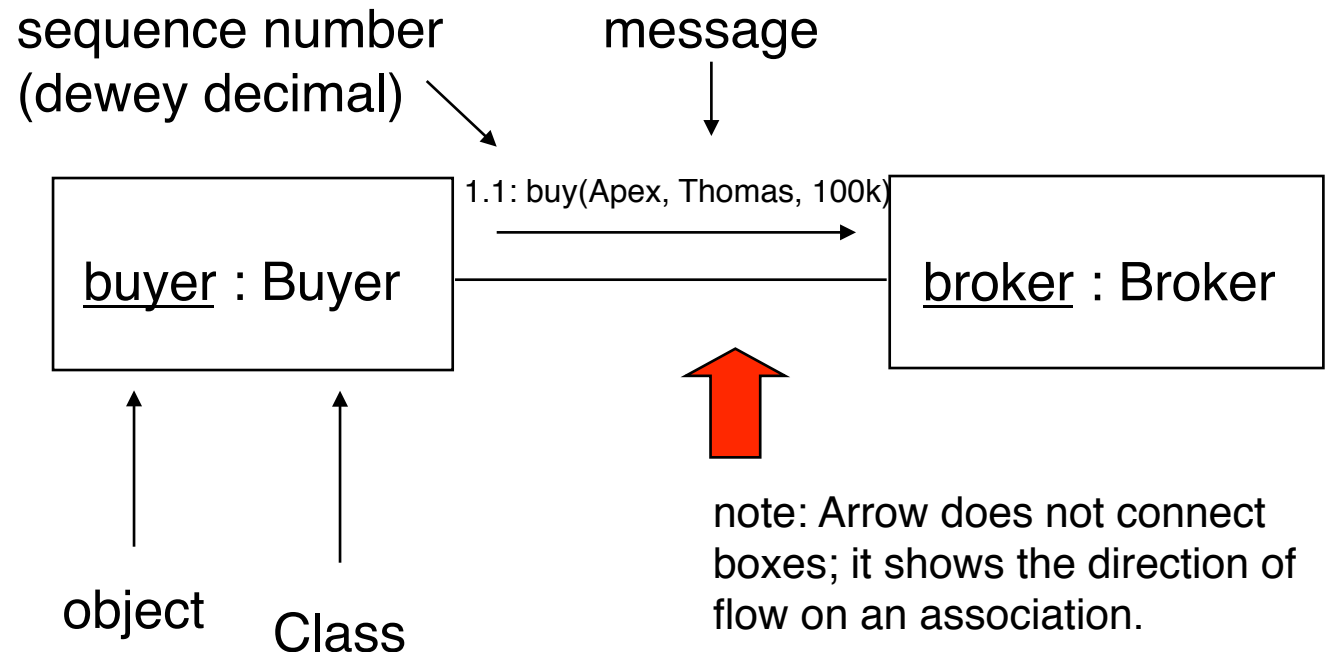 sequence number
(dewey decimal)
message
1.1: buy(Apex, Thomas, 100k)
buyer : Buyer
broker : Broker
object
Class
note: Arrow does not connect
boxes; it shows the direction of
flow on an association.